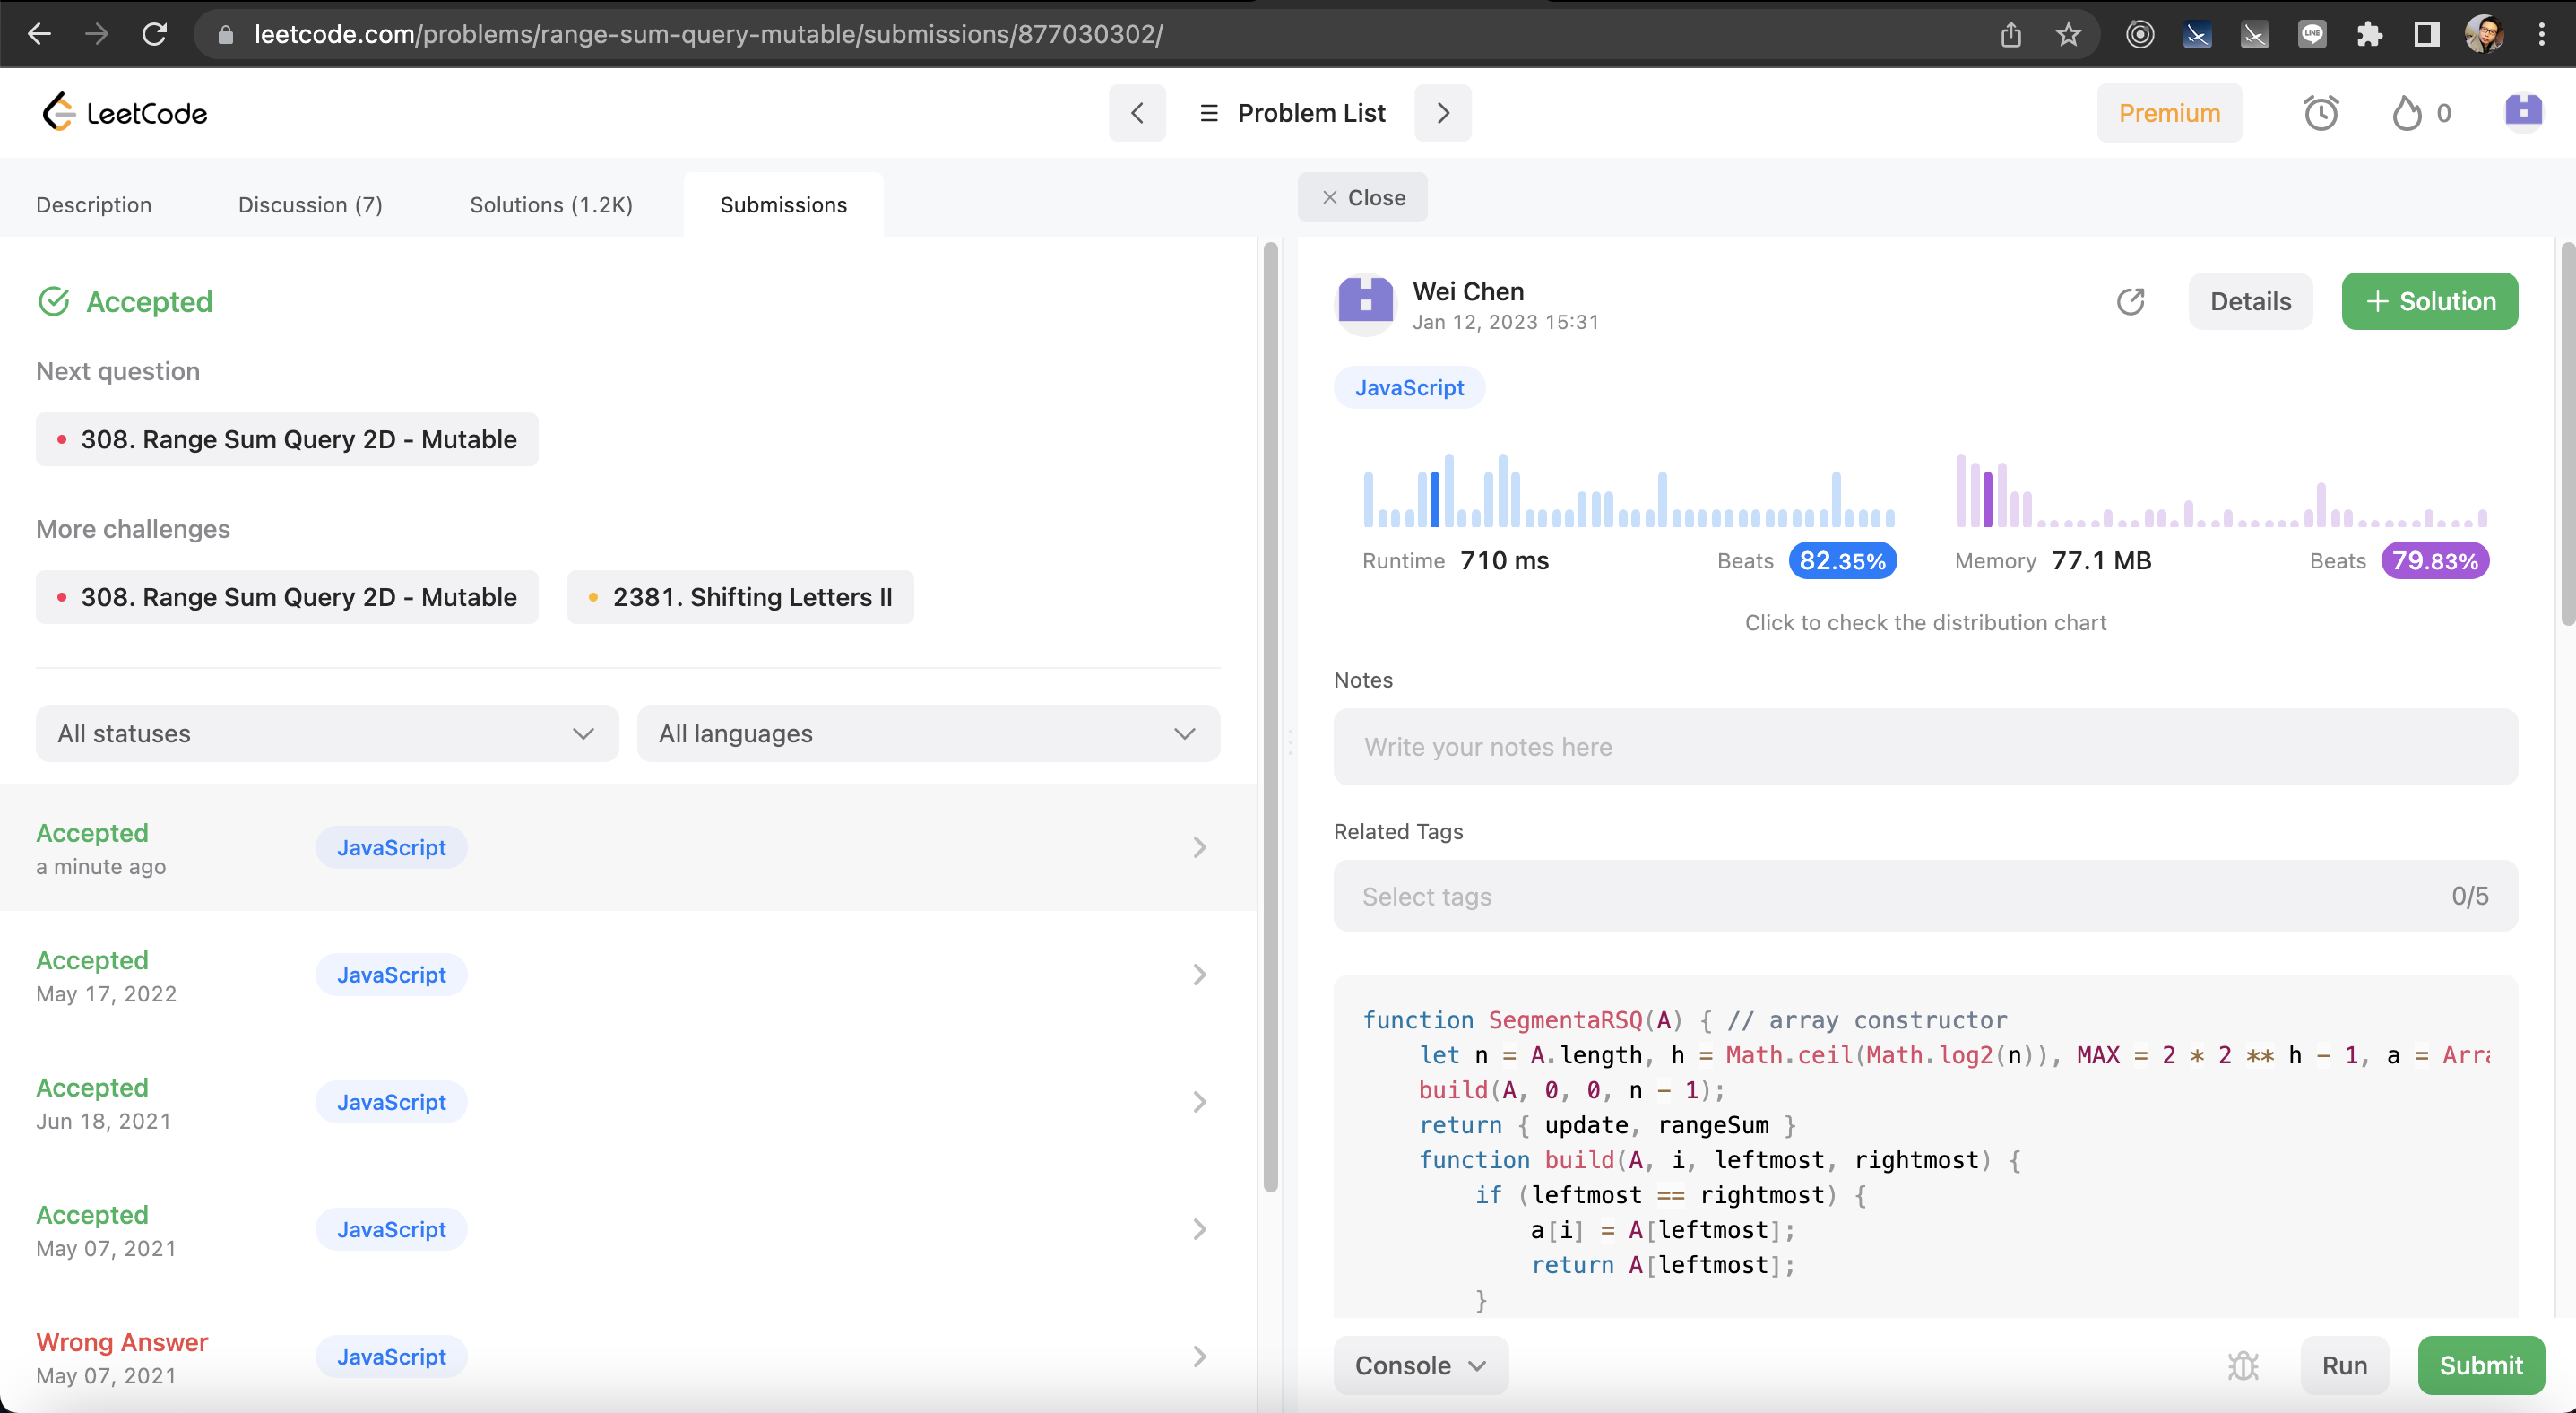 leetcode.com/problems/range-sum-query-mutable/submissions/877030302/
LINE
LeetCode
Problem List
Premium
0
Description
Discussion (7)
Solutions (1.2K)
Submissions
Close
Accepted
Next question
308. Range Sum Query 2D - Mutable
More challenges
308. Range Sum Query 2D - Mutable
2381. Shifting Letters II
All statuses
All languages
Accepted
a minute ago
JavaScript
Accepted
May 17, 2022
JavaScript
Accepted
Jun 18, 2021
JavaScript
Accepted
May 07, 2021
JavaScript
Wrong Answer
May 07, 2021
JavaScript
Wei Chen
Jan 12, 2023 15:31
Details
+ Solution
JavaScript
Runtime 710 ms
Beats 82.35%
Memory 77.1 MB
Beats 79.83%
Click to check the distribution chart
Notes
Write your notes here
Related Tags
Select tags
0/5
function SegmentaRSQ(A) { // array constructor
let n = A.length, h = Math.ceil(Math.log2(n)), MAX = 2 * 2 ** h - 1, a = Arra
build(A, 0, 0, n - 1);
return { update, rangeSum }
function build(A, i, leftmost, rightmost) {
if (leftmost == rightmost) {
a[i] = A[leftmost];
return A[leftmost];
}
Console
Run
Submit